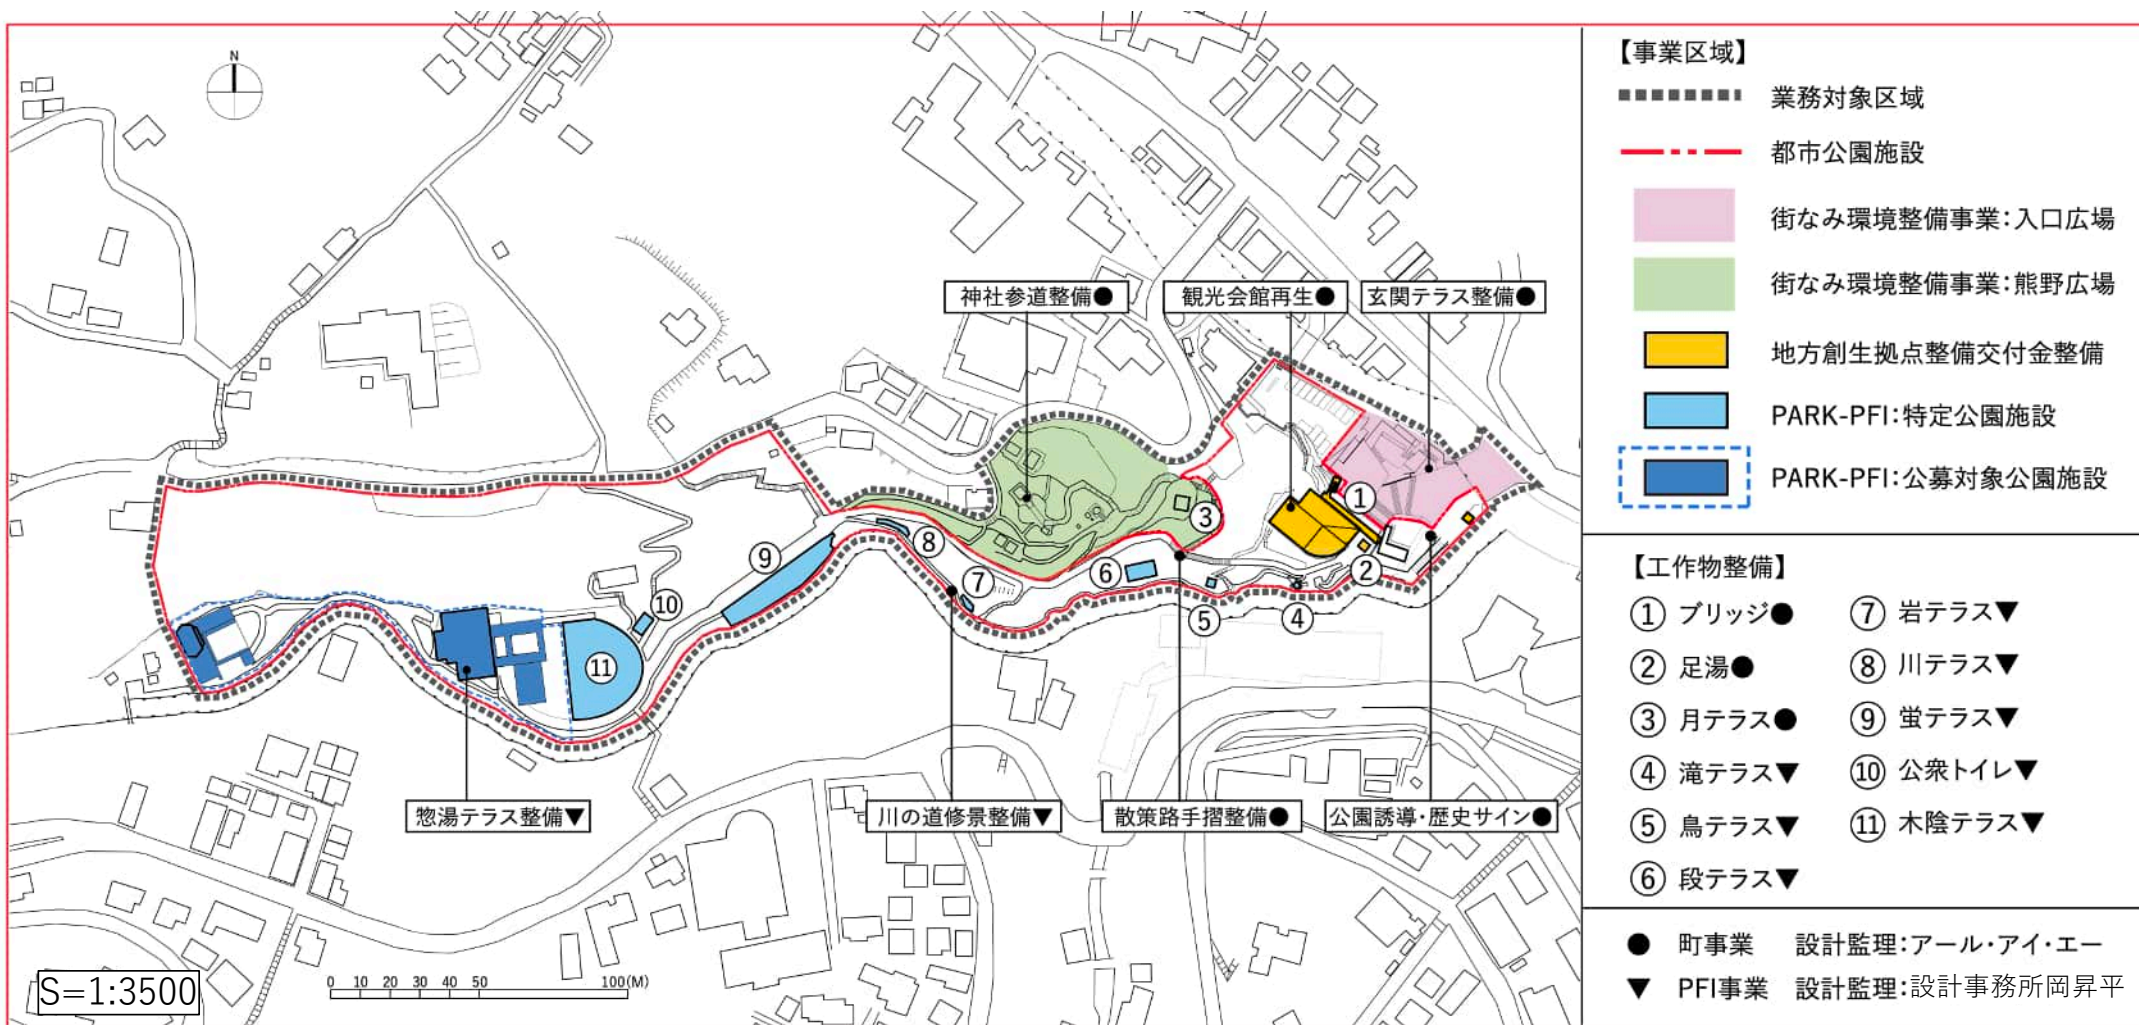 N
神社参道整備●
観光会館再生●
玄関テラス整備●
①
③
⑨
⑧
⑦
⑥
②
⑩
⑤
④
⑪
惣湯テラス整備▼
川の道修景整備▼
散策路手摺整備●
公園誘導・歴史サイン●
S=1:3500
0 10 20 30 40 50 100(M)
【事業区域】
業務対象区域
都市公園施設
街なみ環境整備事業:入口広場
街なみ環境整備事業:熊野広場
地方創生拠点整備交付金整備
PARK-PFI:特定公園施設
PARK-PFI:公募対象公園施設
【工作物整備】
① ブリッジ●
② 足湯●
③ 月テラス●
④ 滝テラス▼
⑤ 鳥テラス▼
⑥ 段テラス▼
⑦ 岩テラス▼
⑧ 川テラス▼
⑨ 蛍テラス▼
⑩ 公衆トイレ▼
⑪ 木陰テラス▼
● 町事業 設計監理:アール・アイ・エー
▼ PFI事業 設計監理:設計事務所岡昇平